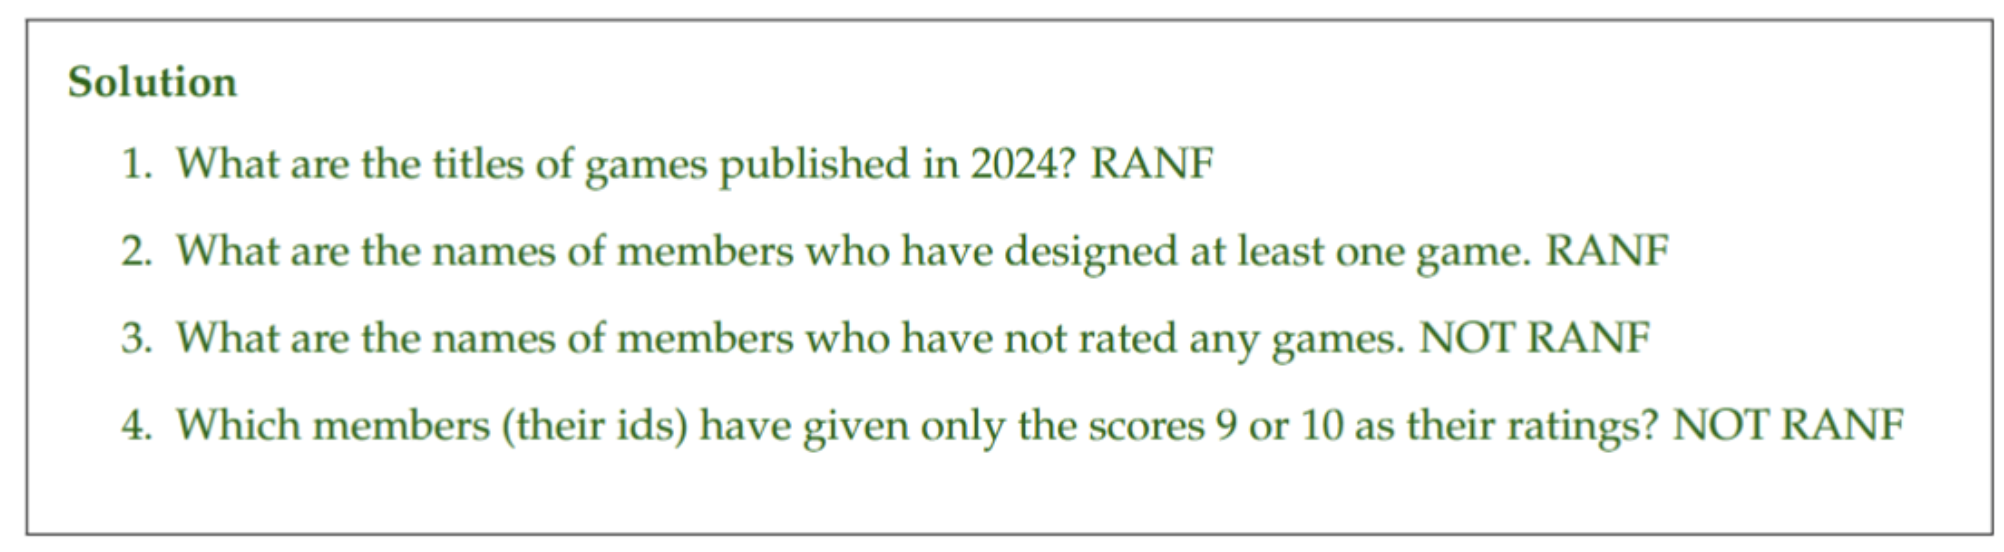 Solution
1. What are the titles of games published in 2024? RANF
2. What are the names of members who have designed at least one game. RANF
3. What are the names of members who have not rated any games. NOT RANF
4. Which members (their ids) have given only the scores 9 or 10 as their ratings? NOT RANF